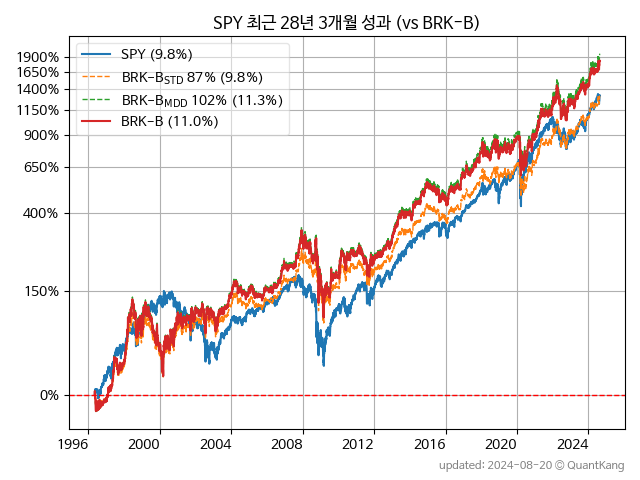 SPY 최근 28년 3개월 성과 (vs BRK-B)
SPY (9.8%)
BRK-BSTD 87% (9.8%)
BRK-BMDD 102% (11.3%)
BRK-B (11.0%)
1900%
1650%
1400%
1150%
900%
650%
400%
150%
0%
1996 2000 2004 2008 2012 2016 2020 2024
updated: 2024-08-20 © QuantKang